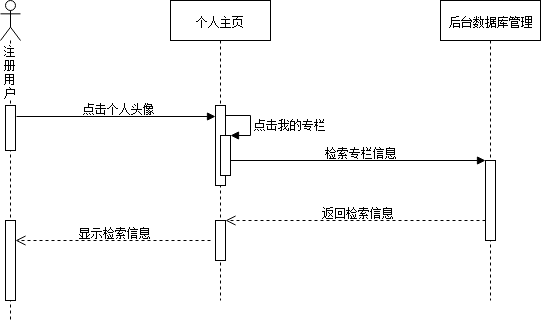 个人主页
后台数据库管理
注册用户
点击个人头像
点击我的专栏
检索专栏信息
返回检索信息
显示检索信息